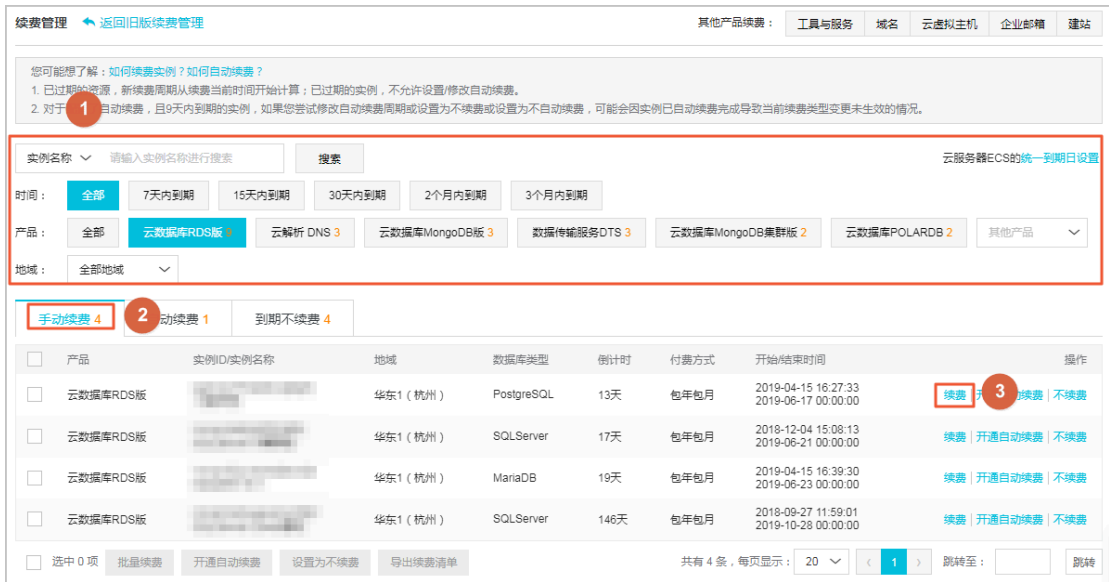 续费管理 返回旧版续费管理 其他产品续费： 工具与服务 域名 云虚拟主机 企业邮箱 建站
您可能想了解：如何续费实例？如何自动续费？
1. 已过期的资源，新续费周期从续费当前时间开始计算；已过期的实例，不允许设置/修改自动续费。
2. 对于 自动续费，且9天内到期的实例，如果您尝试修改自动续费周期或设置为不续费或设置为不自动续费，可能会因实例已自动续费完成导致当前续费类型变更未生效的情况。
1
实例名称 请输入实例名称进行搜索 搜索 云服务器ECS的统一到期日设置
时间： 全部 7天内到期 15天内到期 30天内到期 2个月内到期 3个月内到期
产品： 全部 云数据库RDS版 9 云解析 DNS 3 云数据库MongoDB版 3 数据传输服务DTS 3 云数据库MongoDB集群版 2 云数据库POLARDB 2 其他产品
地域： 全部地域
手动续费 4 2 动续费 1 到期不续费 4
产品 实例ID/实例名称 地域 数据库类型 倒计时 付费方式 开始/结束时间 操作
云数据库RDS版 华东1（杭州） PostgreSQL 13天 包年包月 2019-04-15 16:27:33 续费 开 3 动续费 不续费
2019-06-17 00:00:00
云数据库RDS版 华东1（杭州） SQLServer 17天 包年包月 2018-12-04 15:08:13 续费 开通自动续费 不续费
2019-06-21 00:00:00
云数据库RDS版 华东1（杭州） MariaDB 19天 包年包月 2019-04-15 16:39:30 续费 开通自动续费 不续费
2019-06-23 00:00:00
云数据库RDS版 华东1（杭州） SQLServer 146天 包年包月 2018-09-27 11:59:01 续费 开通自动续费 不续费
2019-10-28 00:00:00
选中 0 项 批量续费 开通自动续费 设置为不续费 导出续费清单 共有 4 条，每页显示： 20 1 跳转至： 跳转